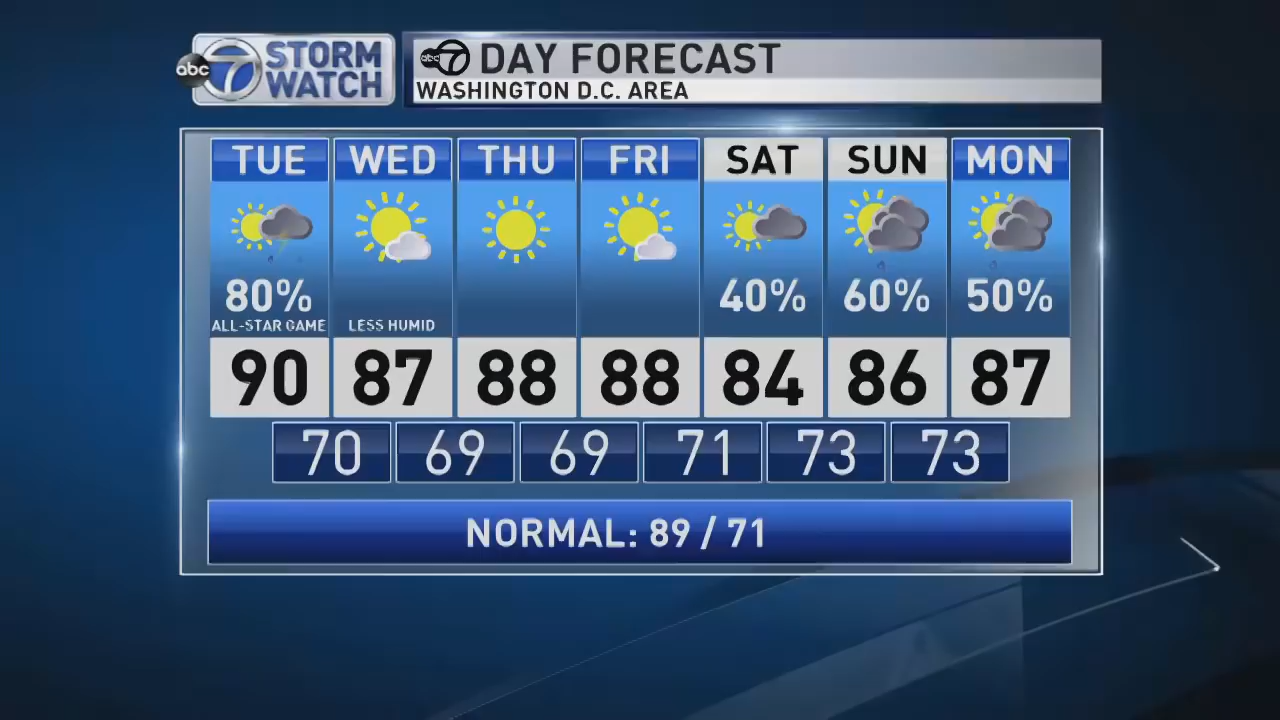 abc 7 STORM WATCH
abc 7 DAY FORECAST
WASHINGTON D.C. AREA
TUE WED THU FRI SAT SUN MON
80% 40% 60% 50%
ALL-STAR GAME LESS HUMID
90 87 88 88 84 86 87
70 69 69 71 73 73
NORMAL: 89 / 71